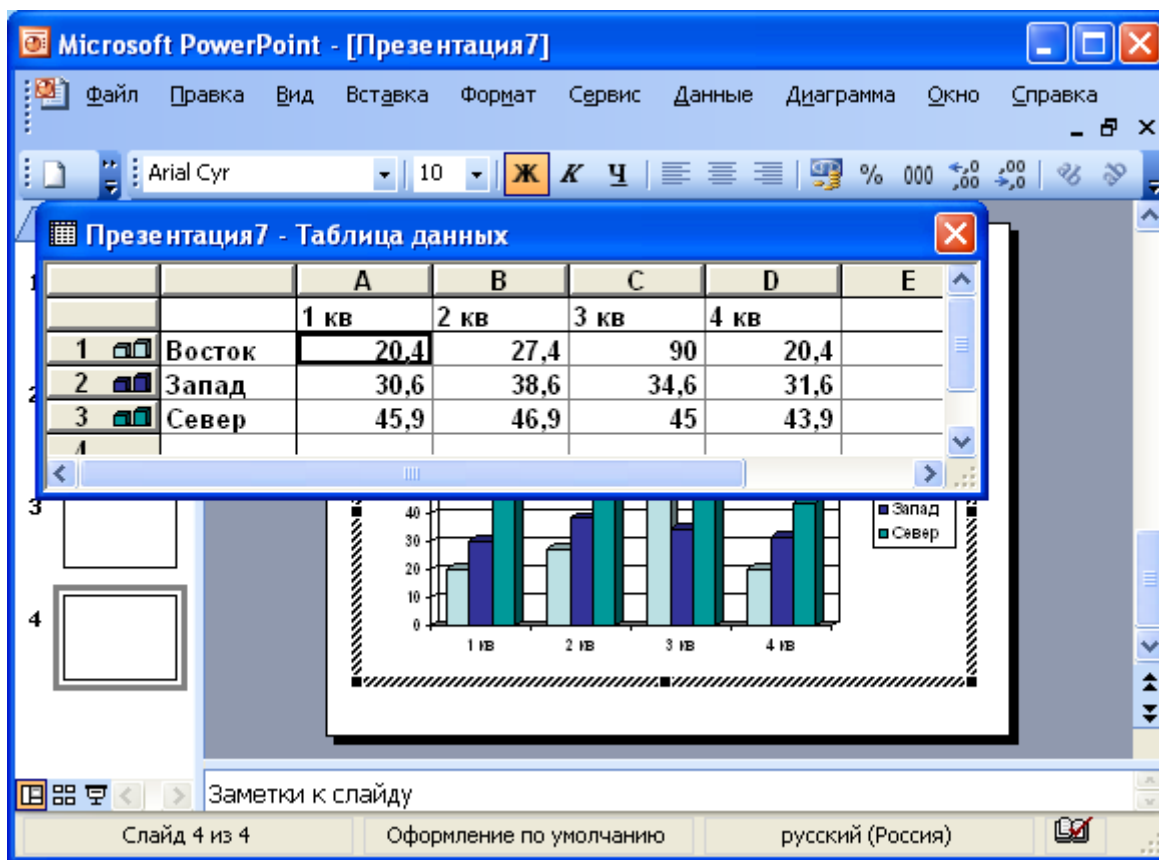 Microsoft PowerPoint - [Презентация7]
Файл Правка Вид Вставка Формат Сервис Данные Диаграмма Окно Справка
Arial Cyr 10 Ж К Ч % 000 ,0 ,00 ,00 ,0
Презентация7 - Таблица данных
A B C D E
1 кв 2 кв 3 кв 4 кв
1 Восток 20,4 27,4 90 20,4
2 Запад 30,6 38,6 34,6 31,6
3 Север 45,9 46,9 45 43,9
4
3
40 Запад
30 Север
20
10
0
1 кв 2 кв 3 кв 4 кв
4
Заметки к слайду
Слайд 4 из 4 Оформление по умолчанию русский (Россия)